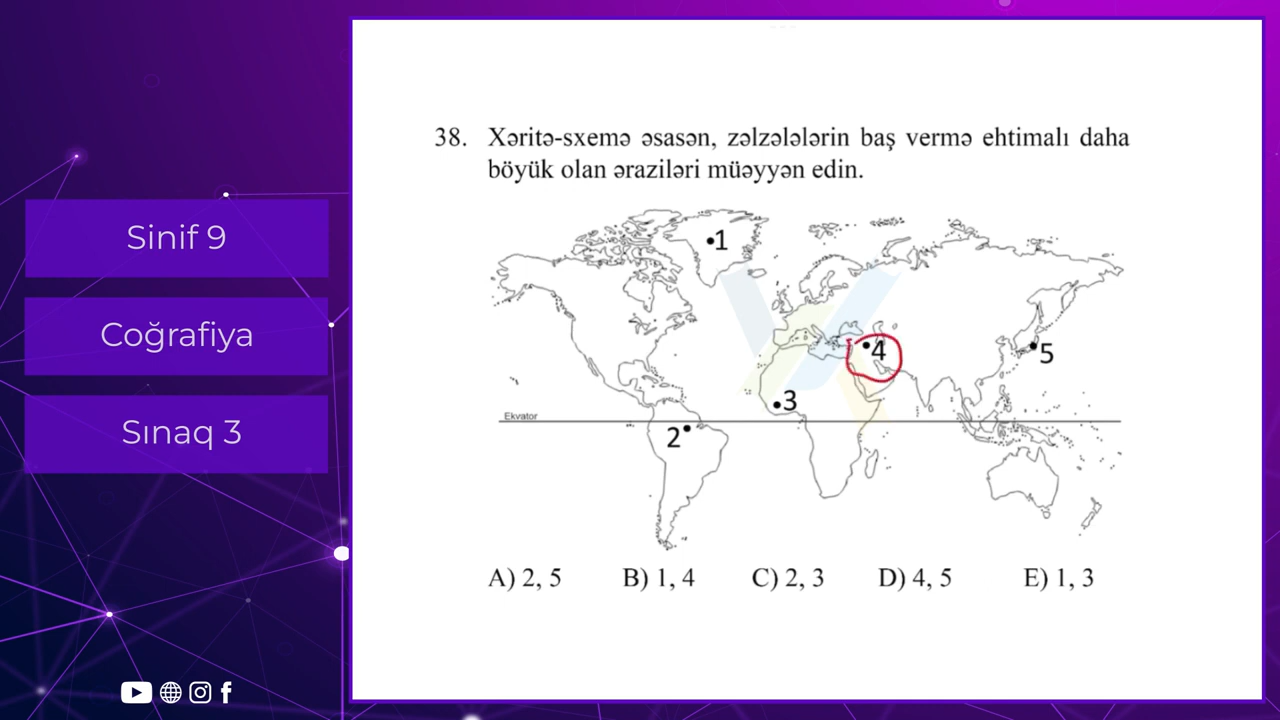 Sinif 9
Coğrafiya
Sınaq 3
38. Xəritə-sxemə əsasən, zəlzələlərin baş vermə ehtimalı daha
böyük olan əraziləri müəyyən edin.
1
4
5
3
Ekvator
2
A) 2, 5 B) 1, 4 C) 2, 3 D) 4, 5 E) 1, 3